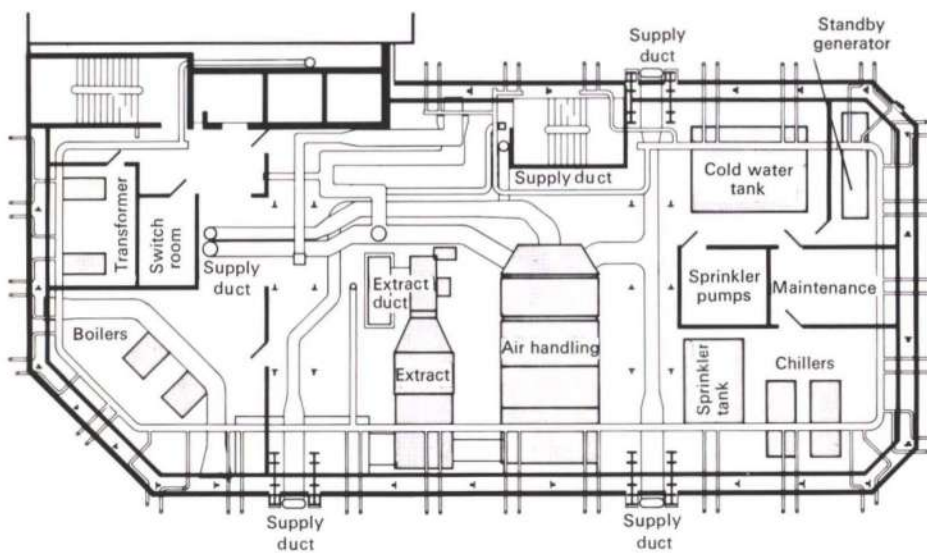 Supply
duct
Standby
generator
Cold water
tank
Supply duct
Transformer
Switch
room
Supply
duct
Extract
duct
Sprinkler
pumps
Maintenance
Boilers
Air handling
Extract
Sprinkler
tank
Chillers
Supply
duct
Supply
duct